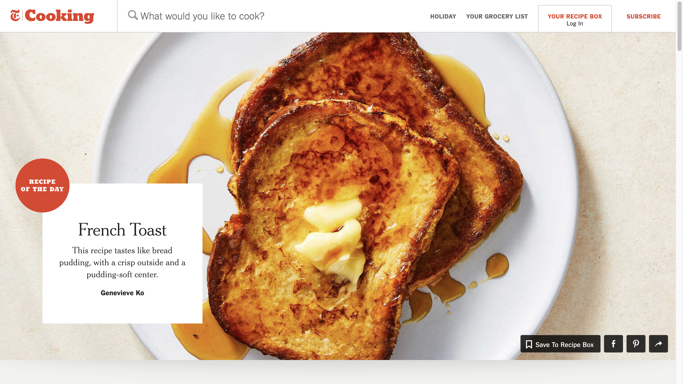 T Cooking
What would you like to cook?
HOLIDAY
YOUR GROCERY LIST
YOUR RECIPE BOX
Log In
SUBSCRIBE
RECIPE
OF THE DAY
French Toast
This recipe tastes like bread
pudding, with a crisp outside and a
pudding-soft center.
Genevieve Ko
Save To Recipe Box